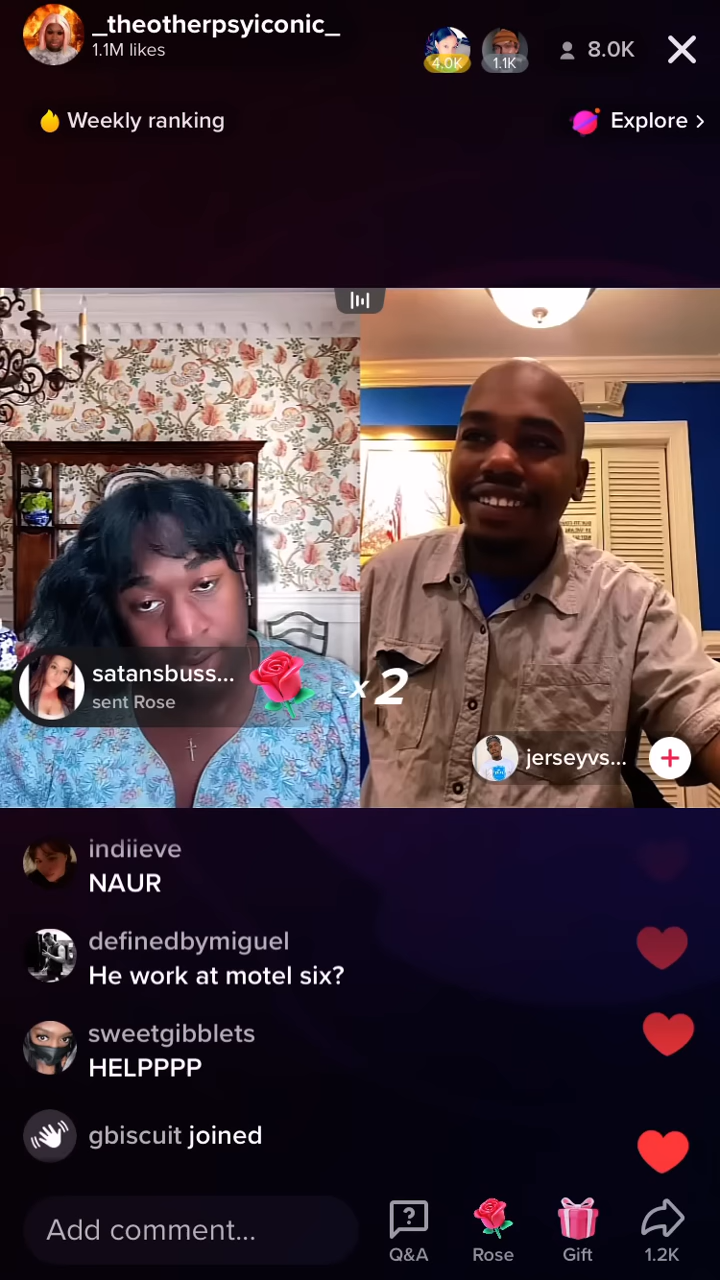 _theotherpsyiconic_
1.1M likes
4.0K
1.1K
8.0K
Weekly ranking
Explore >
satansbuss...
sent Rose
x 2
jerseyvs...
indiieve
NAUR
definedbymiguel
He work at motel six?
sweetgibblets
HELPPPP
gbiscuit joined
Add comment...
Q&A
Rose
Gift
1.2K